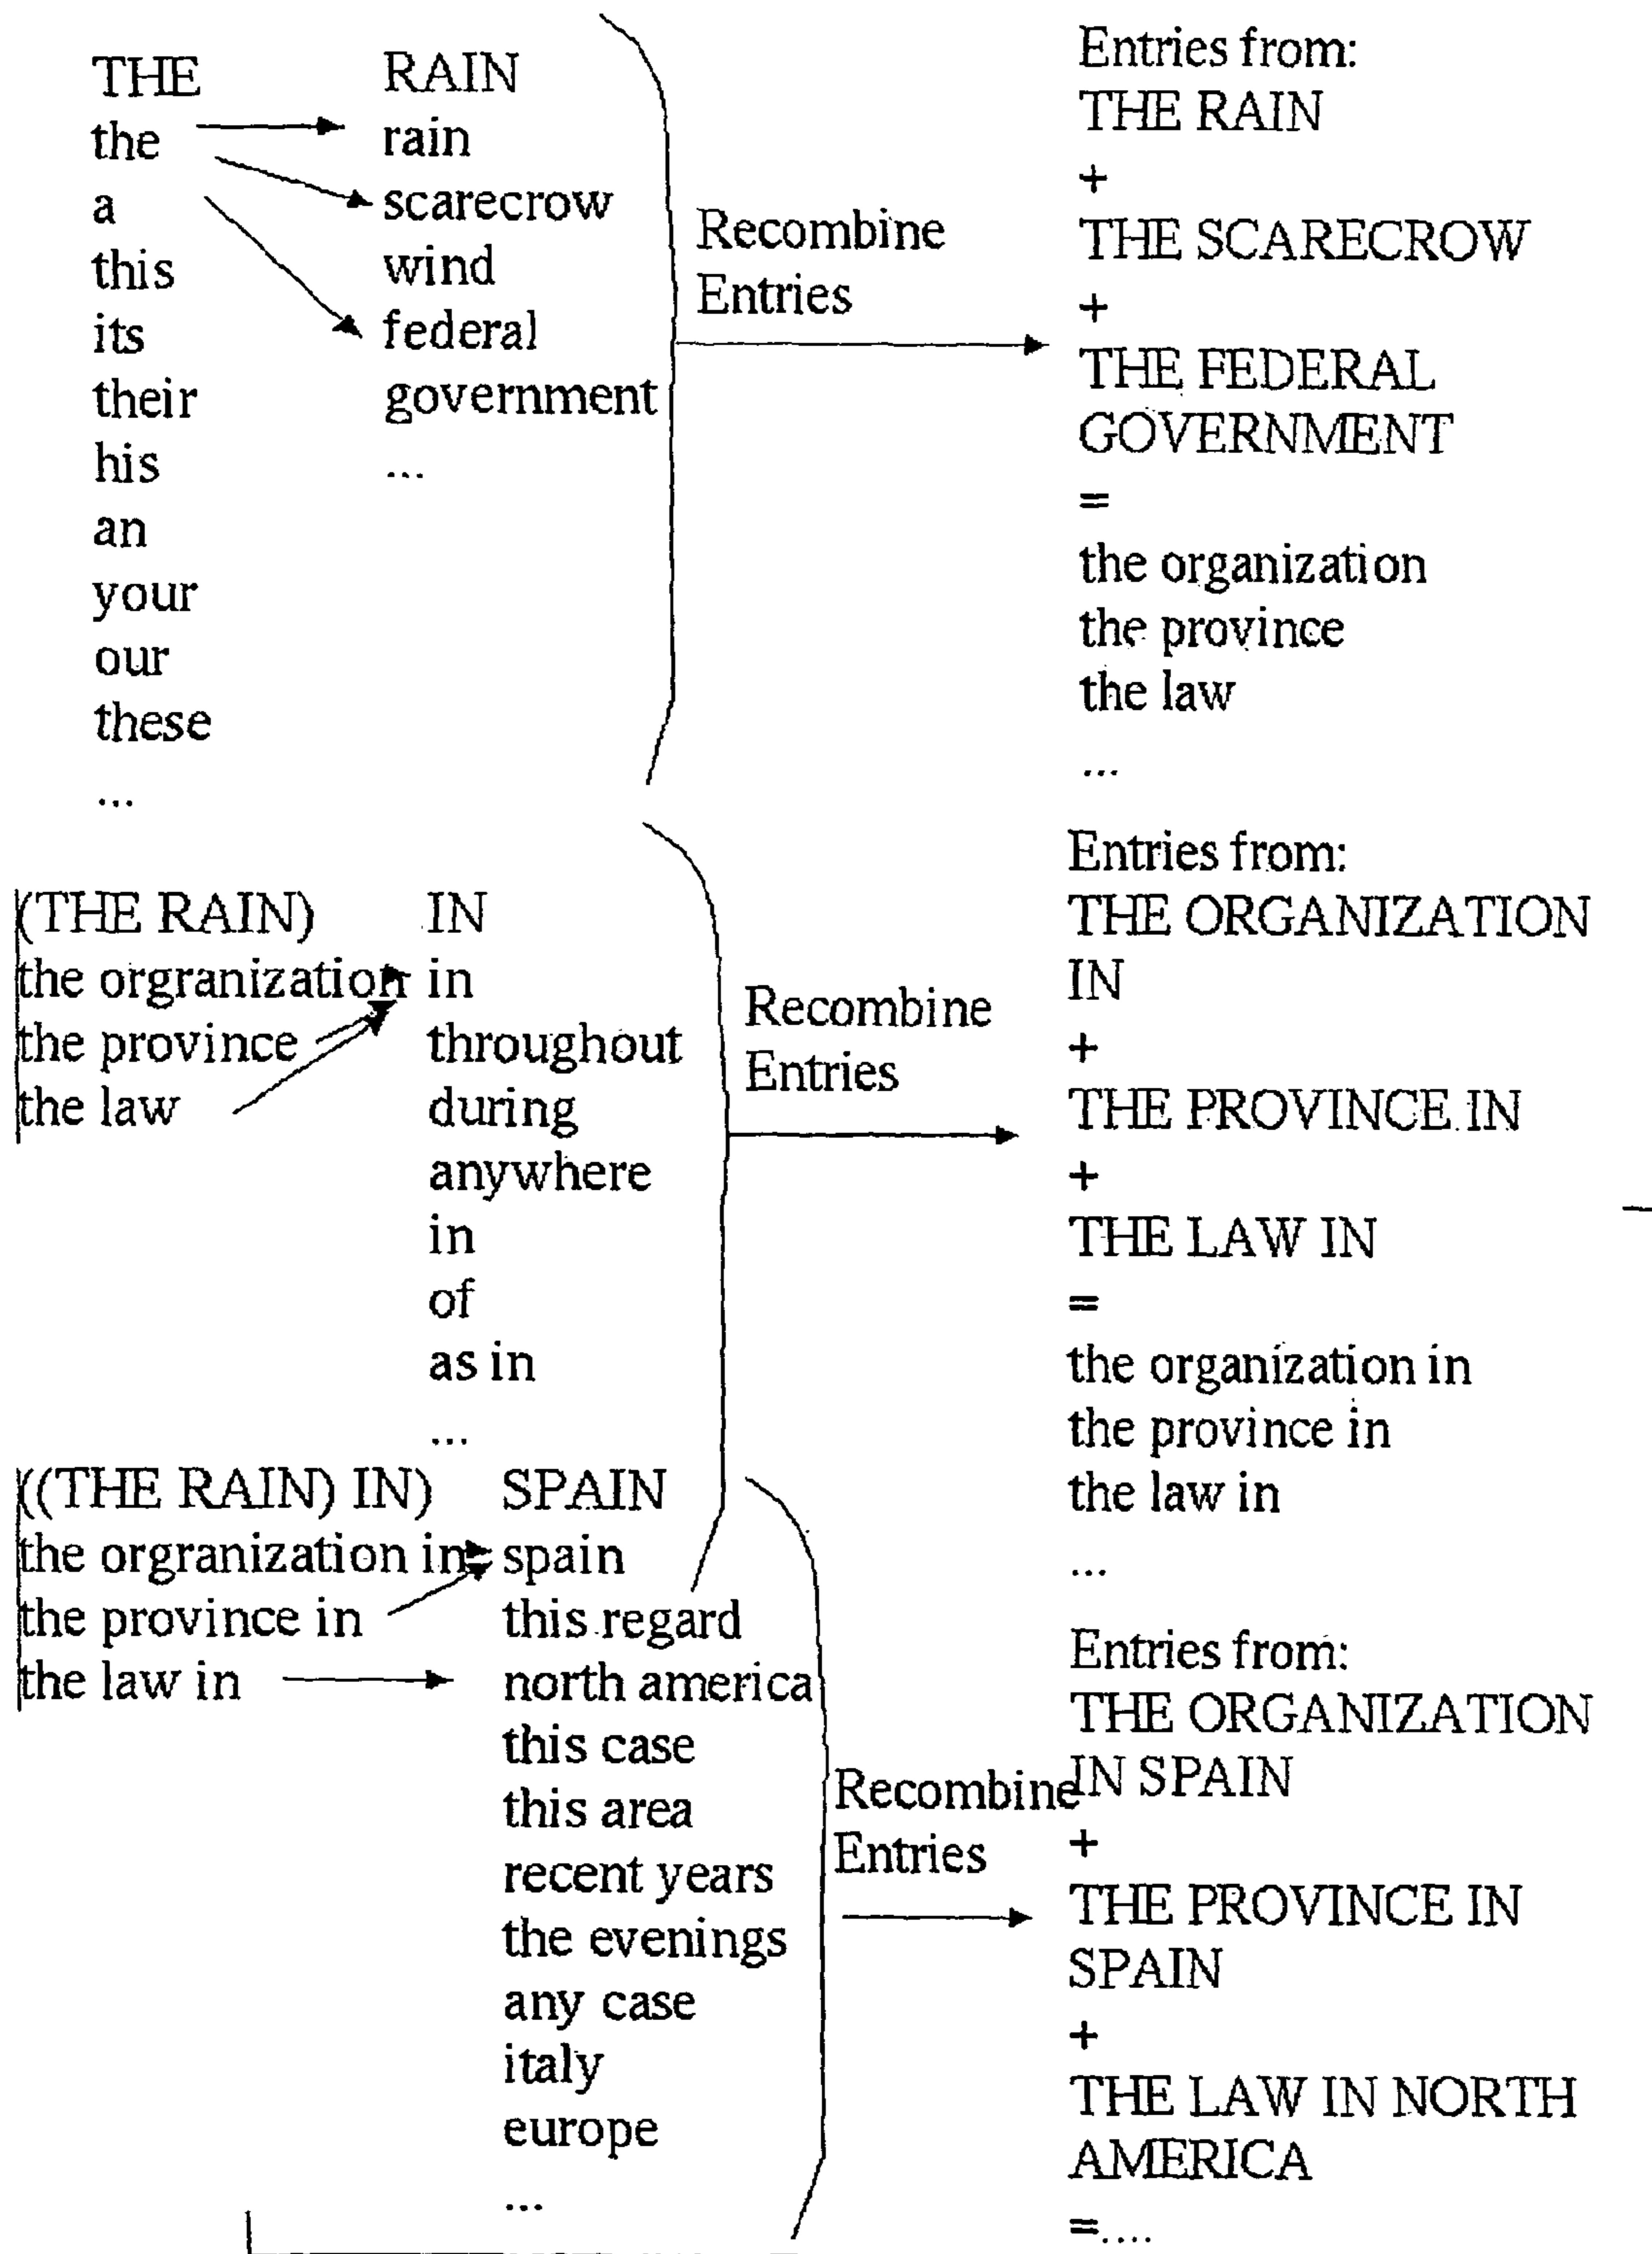 THE
the
a
this
its
their
his
an
your
our
these
...
RAIN
rain
scarecrow
wind
federal
government
...
Recombine
Entries
Entries from:
THE RAIN
+
THE SCARECROW
+
THE FEDERAL
GOVERNMENT
=
the organization
the province
the law
...
(THE RAIN)
the orgranization
the province
the law
IN
in
throughout
during
anywhere
in
of
as in
...
Recombine
Entries
Entries from:
THE ORGANIZATION
IN
+
THE PROVINCE IN
+
THE LAW IN
=
the organization in
the province in
the law in
...
((THE RAIN) IN)
the orgranization in
the province in
the law in
SPAIN
spain
this regard
north america
this case
this area
recent years
the evenings
any case
italy
europe
...
Recombine
Entries
Entries from:
THE ORGANIZATION
IN SPAIN
+
THE PROVINCE IN
SPAIN
+
THE LAW IN NORTH
AMERICA
=....